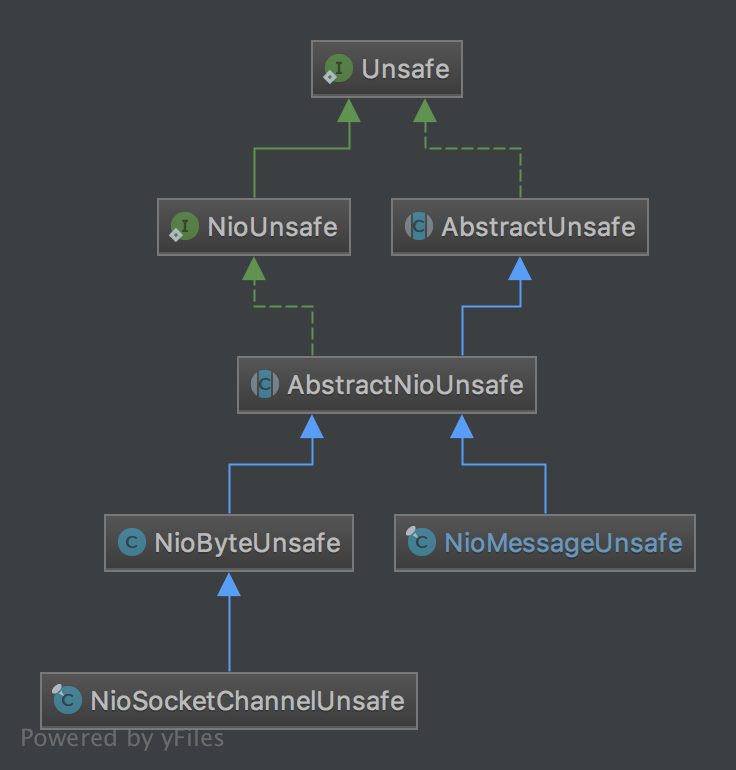 Unsafe
NioUnsafe
AbstractUnsafe
AbstractNioUnsafe
NioByteUnsafe
NioMessageUnsafe
NioSocketChannelUnsafe
Powered by yFiles